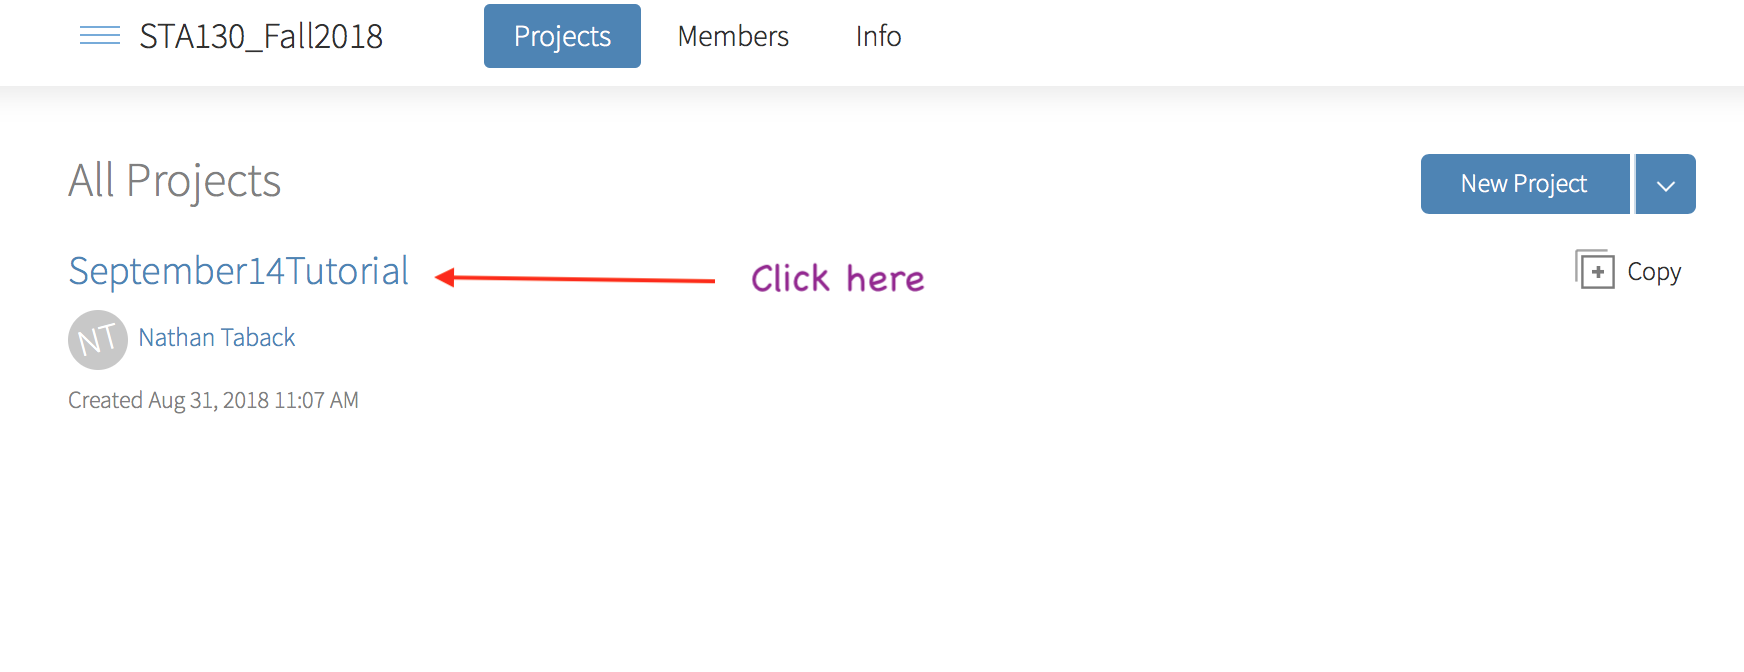 STA130_Fall2018 Projects Members Info
All Projects
New Project
September14Tutorial Click here Copy
NT Nathan Taback
Created Aug 31, 2018 11:07 AM